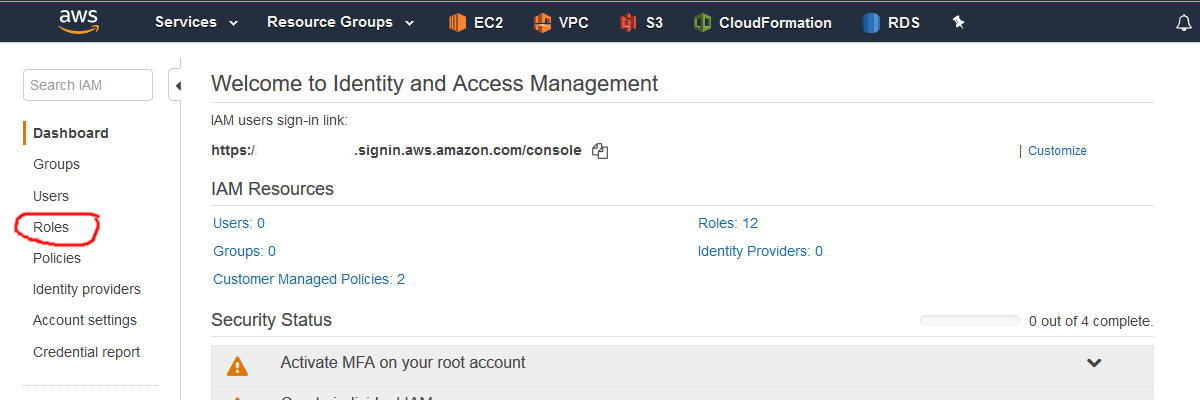 aws Services Resource Groups EC2 VPC S3 CloudFormation RDS
Search IAM
Dashboard
Groups
Users
Roles
Policies
Identity providers
Account settings
Credential report
Welcome to Identity and Access Management
IAM users sign-in link:
https:/ .signin.aws.amazon.com/console | Customize
IAM Resources
Users: 0 Roles: 12
Groups: 0 Identity Providers: 0
Customer Managed Policies: 2
Security Status 0 out of 4 complete.
Activate MFA on your root account